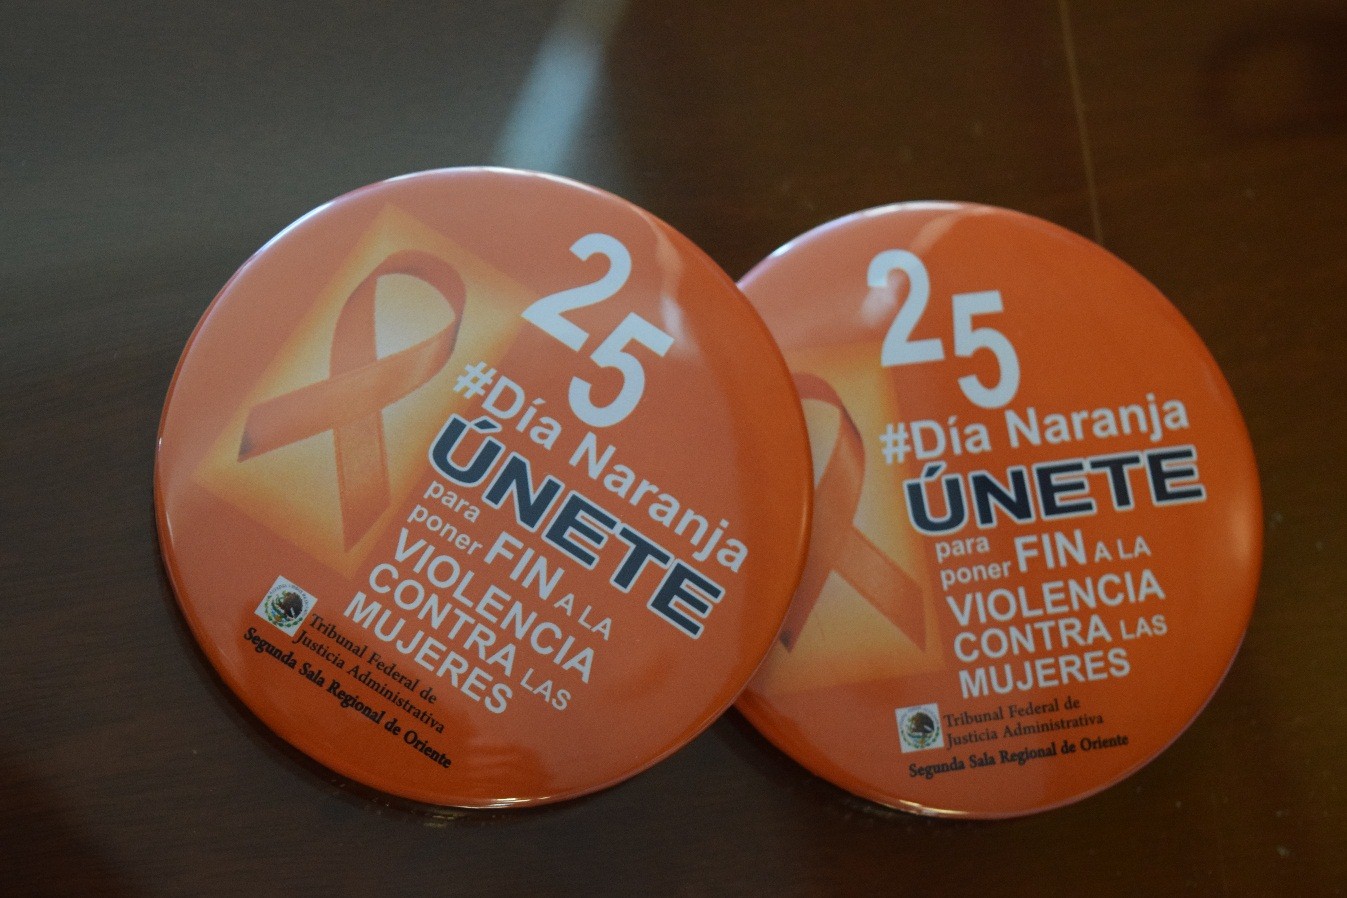 25
#Día Naranja
ÚNETE
para
poner FIN A LA
VIOLENCIA
CONTRA LAS
MUJERES
Tribunal Federal de
Justicia Administrativa
Segunda Sala Regional de Oriente
25
#Día Naranja
ÚNETE
para
poner FIN A LA
VIOLENCIA
CONTRA LAS
MUJERES
Tribunal Federal de
Justicia Administrativa
Segunda Sala Regional de Oriente